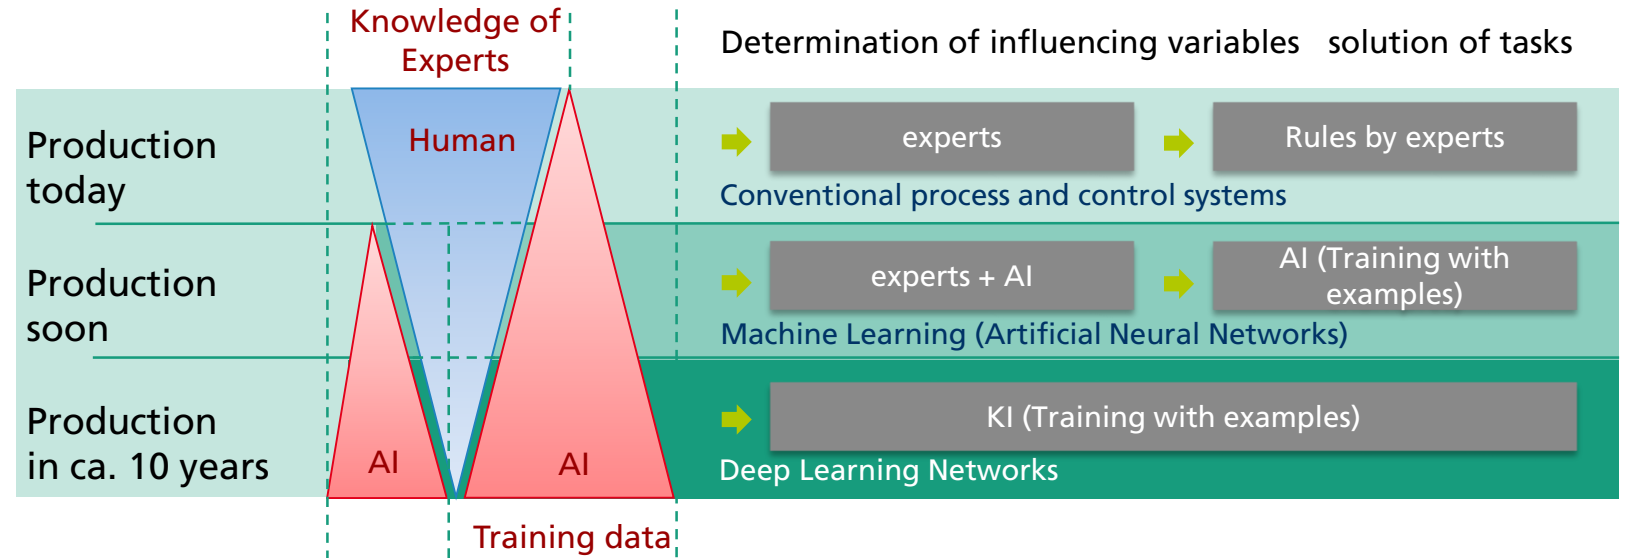 Knowledge of
Experts
Determination of influencing variables solution of tasks
Production
today
Human
experts
Rules by experts
Conventional process and control systems
Production
soon
experts + AI
AI (Training with
examples)
Machine Learning (Artificial Neural Networks)
Production
in ca. 10 years
AI
AI
KI (Training with examples)
Deep Learning Networks
Training data